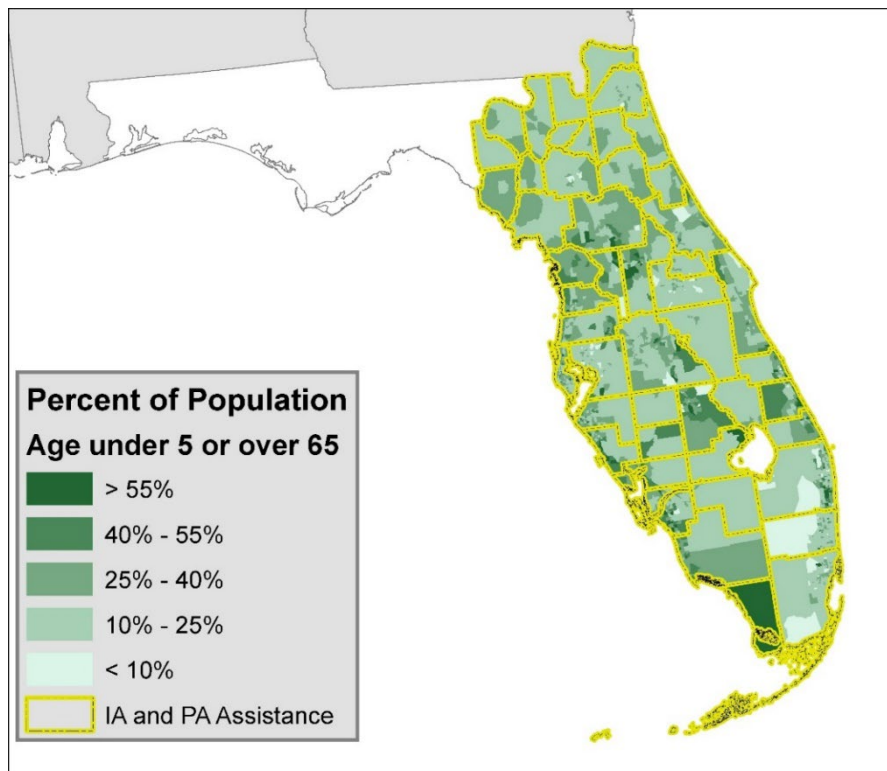 Percent of Population
Age under 5 or over 65
> 55%
40% - 55%
25% - 40%
10% - 25%
< 10%
IA and PA Assistance